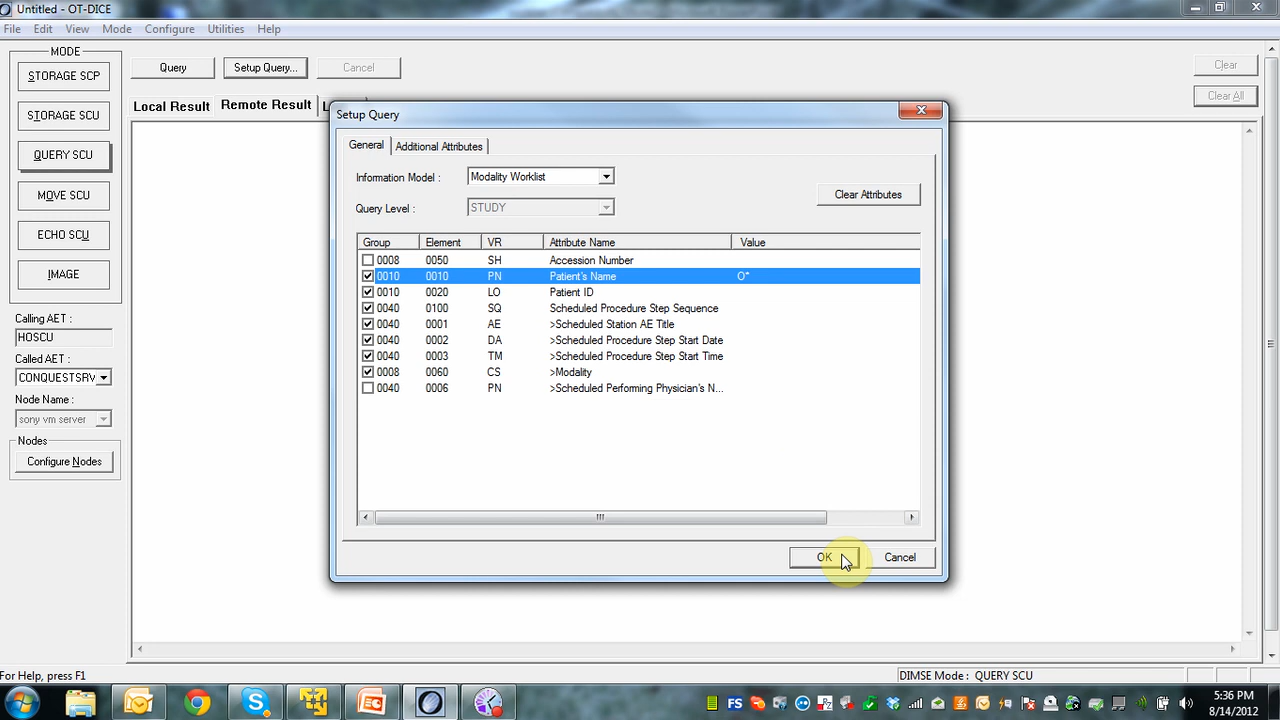 Untitled - OT-DICE
File Edit View Mode Configure Utilities Help
MODE
STORAGE SCP
STORAGE SCU
QUERY SCU
MOVE SCU
ECHO SCU
IMAGE
Calling AET :
HOSCU
Called AET :
CONQUESTSRV
Node Name :
sony vm server
Nodes
Configure Nodes
Query Setup Query... Cancel
Clear
Clear All
Local Result Remote Result
Setup Query
General Additional Attributes
Information Model : Modality Worklist
Clear Attributes
Query Level : STUDY
Group Element VR Attribute Name Value
0008 0050 SH Accession Number
0010 0010 PN Patient's Name O*
0010 0020 LO Patient ID
0040 0100 SQ Scheduled Procedure Step Sequence
0040 0001 AE >Scheduled Station AE Title
0040 0002 DA >Scheduled Procedure Step Start Date
0040 0003 TM >Scheduled Procedure Step Start Time
0008 0060 CS >Modality
0040 0006 PN >Scheduled Performing Physician's N...
OK Cancel
For Help, press F1
DIMSE Mode : QUERY SCU
FS
5:36 PM
8/14/2012